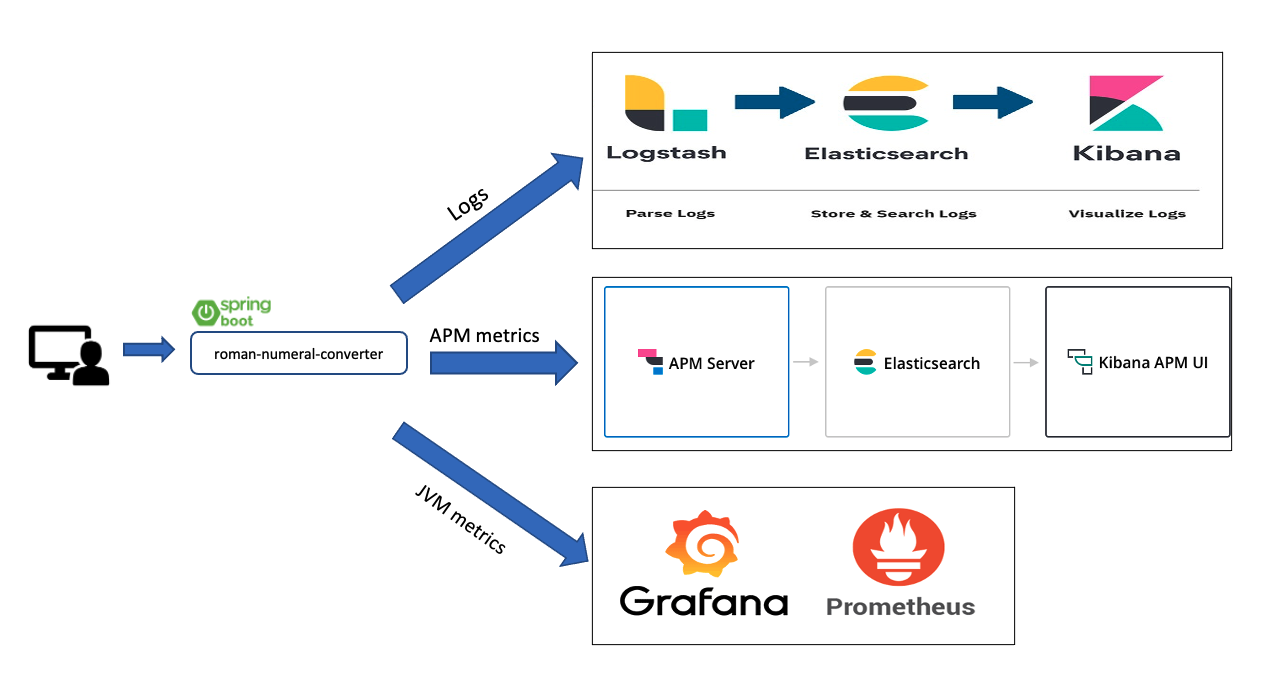 Logstash
Elasticsearch
Kibana
Parse Logs
Store & Search Logs
Visualize Logs
Logs
spring
boot
roman-numeral-converter
APM metrics
APM Server
Elasticsearch
Kibana APM UI
JVM metrics
Grafana
Prometheus